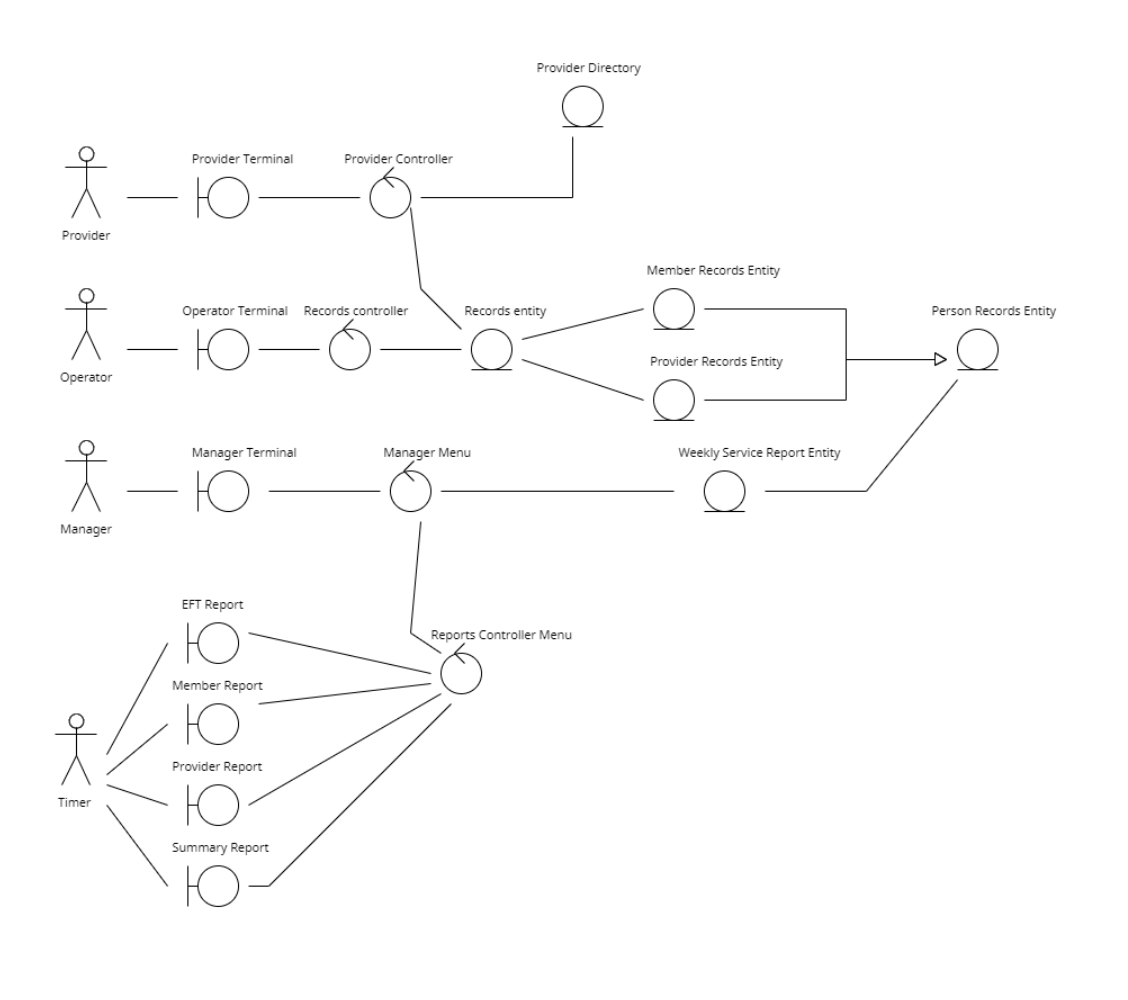 Provider Directory
Provider Terminal
Provider Controller
Provider
Member Records Entity
Operator Terminal
Records controller
Records entity
Person Records Entity
Provider Records Entity
Operator
Manager Terminal
Manager Menu
Weekly Service Report Entity
Manager
EFT Report
Reports Controller Menu
Member Report
Provider Report
Timer
Summary Report